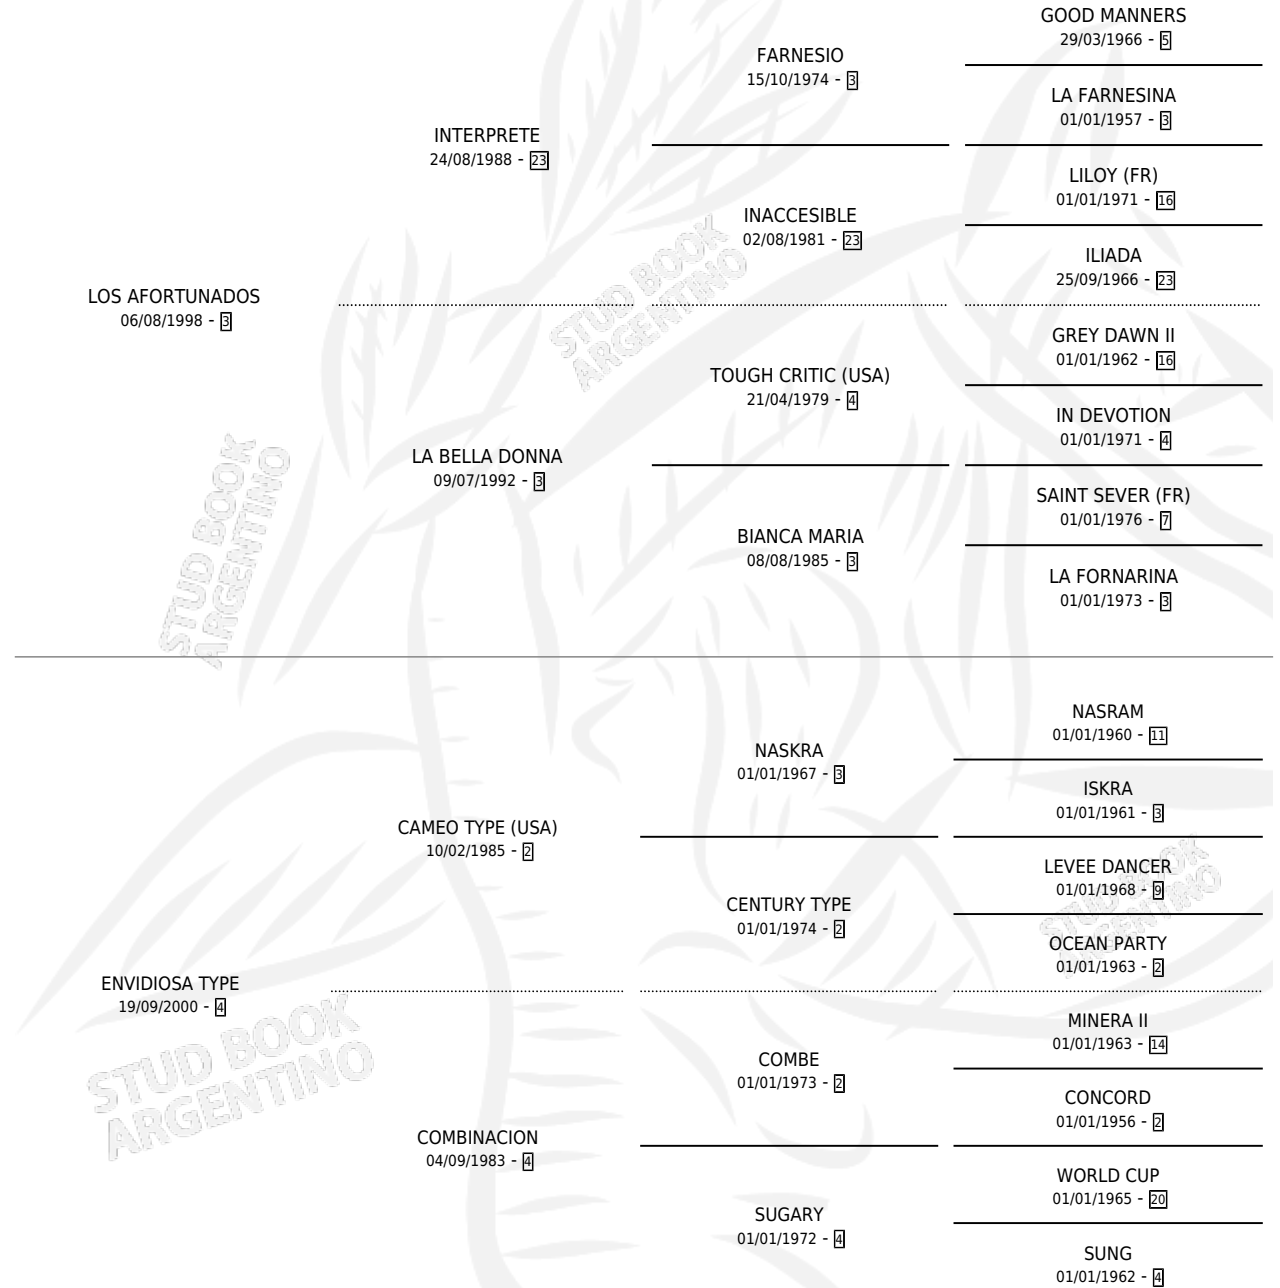 GOOD MANNERS
29/03/1966 - 5
FARNESIO
15/10/1974 - 3
LA FARNESINA
01/01/1957 - 3
INTERPRETE
24/08/1988 - 23
LILOY (FR)
01/01/1971 - 16
INACCESIBLE
02/08/1981 - 23
ILIADA
25/09/1966 - 23
LOS AFORTUNADOS
06/08/1998 - 3
GREY DAWN II
01/01/1962 - 16
TOUGH CRITIC (USA)
21/04/1979 - 4
IN DEVOTION
01/01/1971 - 4
LA BELLA DONNA
09/07/1992 - 3
SAINT SEVER (FR)
01/01/1976 - 7
BIANCA MARIA
08/08/1985 - 3
LA FORNARINA
01/01/1973 - 3
STUD BOOK
ARGENTINO
STUD BOOK
ARGENTINO
NASRAM
01/01/1960 - 11
NASKRA
01/01/1967 - 3
ISKRA
01/01/1961 - 3
CAMEO TYPE (USA)
10/02/1985 - 2
LEVEE DANCER
01/01/1968 - 9
CENTURY TYPE
01/01/1974 - 2
OCEAN PARTY
01/01/1963 - 2
STUD BOOK
ARGENTINO
ENVIDIOSA TYPE
19/09/2000 - 4
MINERA II
01/01/1963 - 14
COMBE
01/01/1973 - 2
CONCORD
01/01/1956 - 2
COMBINACION
04/09/1983 - 4
WORLD CUP
01/01/1965 - 20
SUGARY
01/01/1972 - 4
SUNG
01/01/1962 - 4
STUD BOOK
ARGENTINO